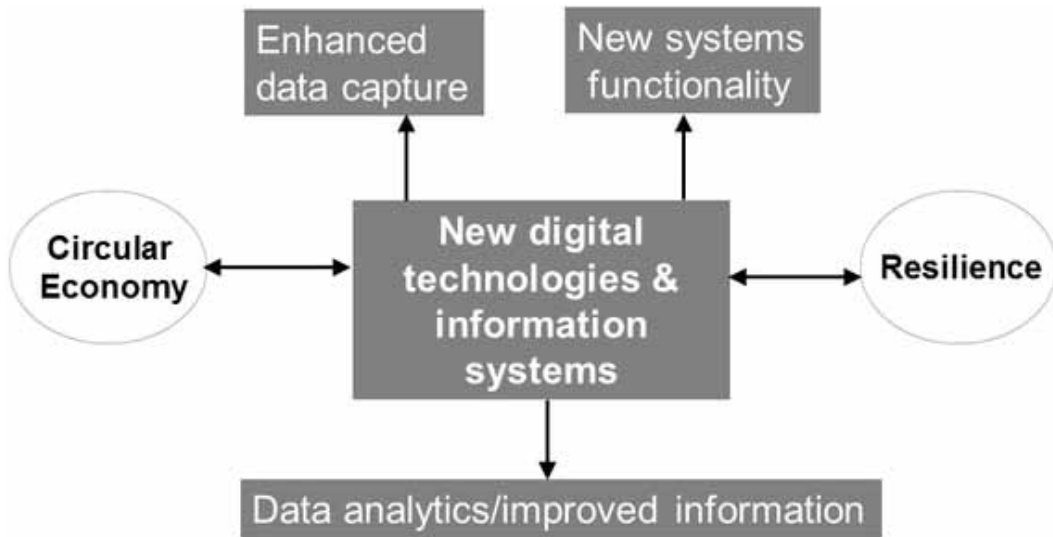 Enhanced
data capture
New systems
functionality
Circular
Economy
New digital
technologies &
information
systems
Resilience
Data analytics/improved information